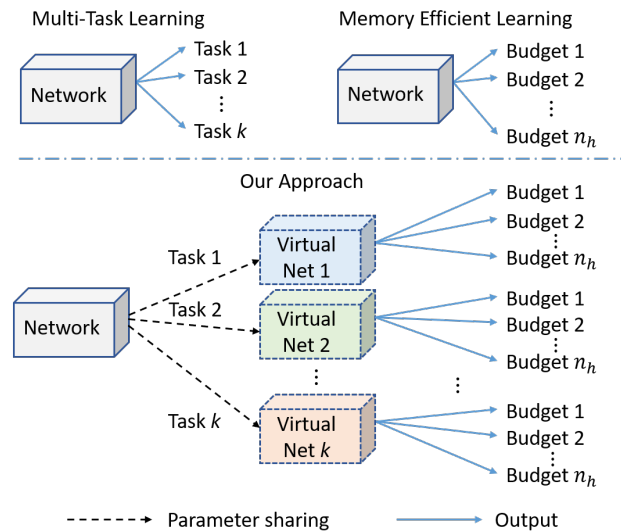 Multi-Task Learning
Network
Task 1
Task 2
⋮
Task k
Memory Efficient Learning
Network
Budget 1
Budget 2
⋮
Budget n_h
Our Approach
Network
Task 1
Task 2
Task k
Virtual
Net 1
Budget 1
Budget 2
⋮
Budget n_h
Virtual
Net 2
Budget 1
Budget 2
⋮
Budget n_h
⋮
⋮
Virtual
Net k
Budget 1
Budget 2
⋮
Budget n_h
Parameter sharing
Output